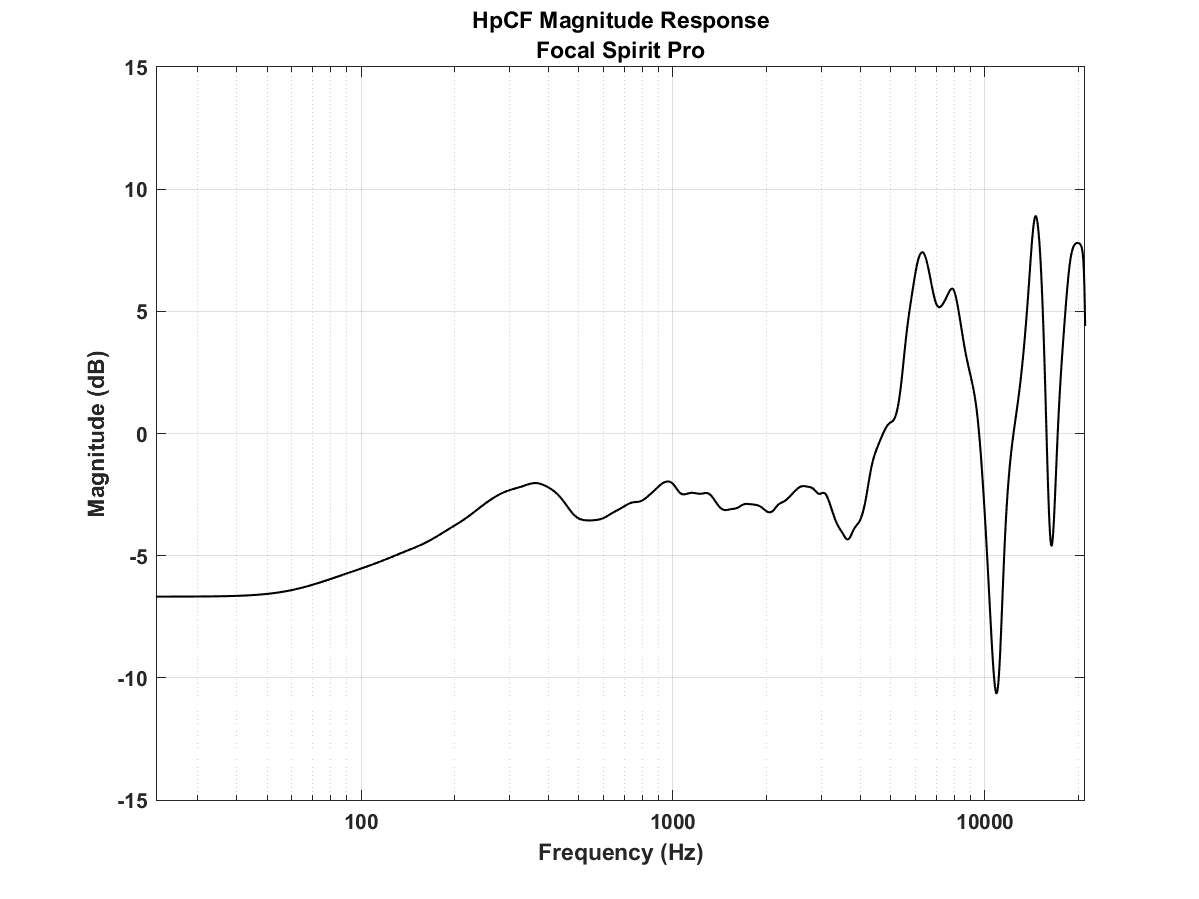 HpCF Magnitude Response
Focal Spirit Pro
15
10
5
0
-5
-10
-15
Magnitude (dB)
100 1000 10000
Frequency (Hz)